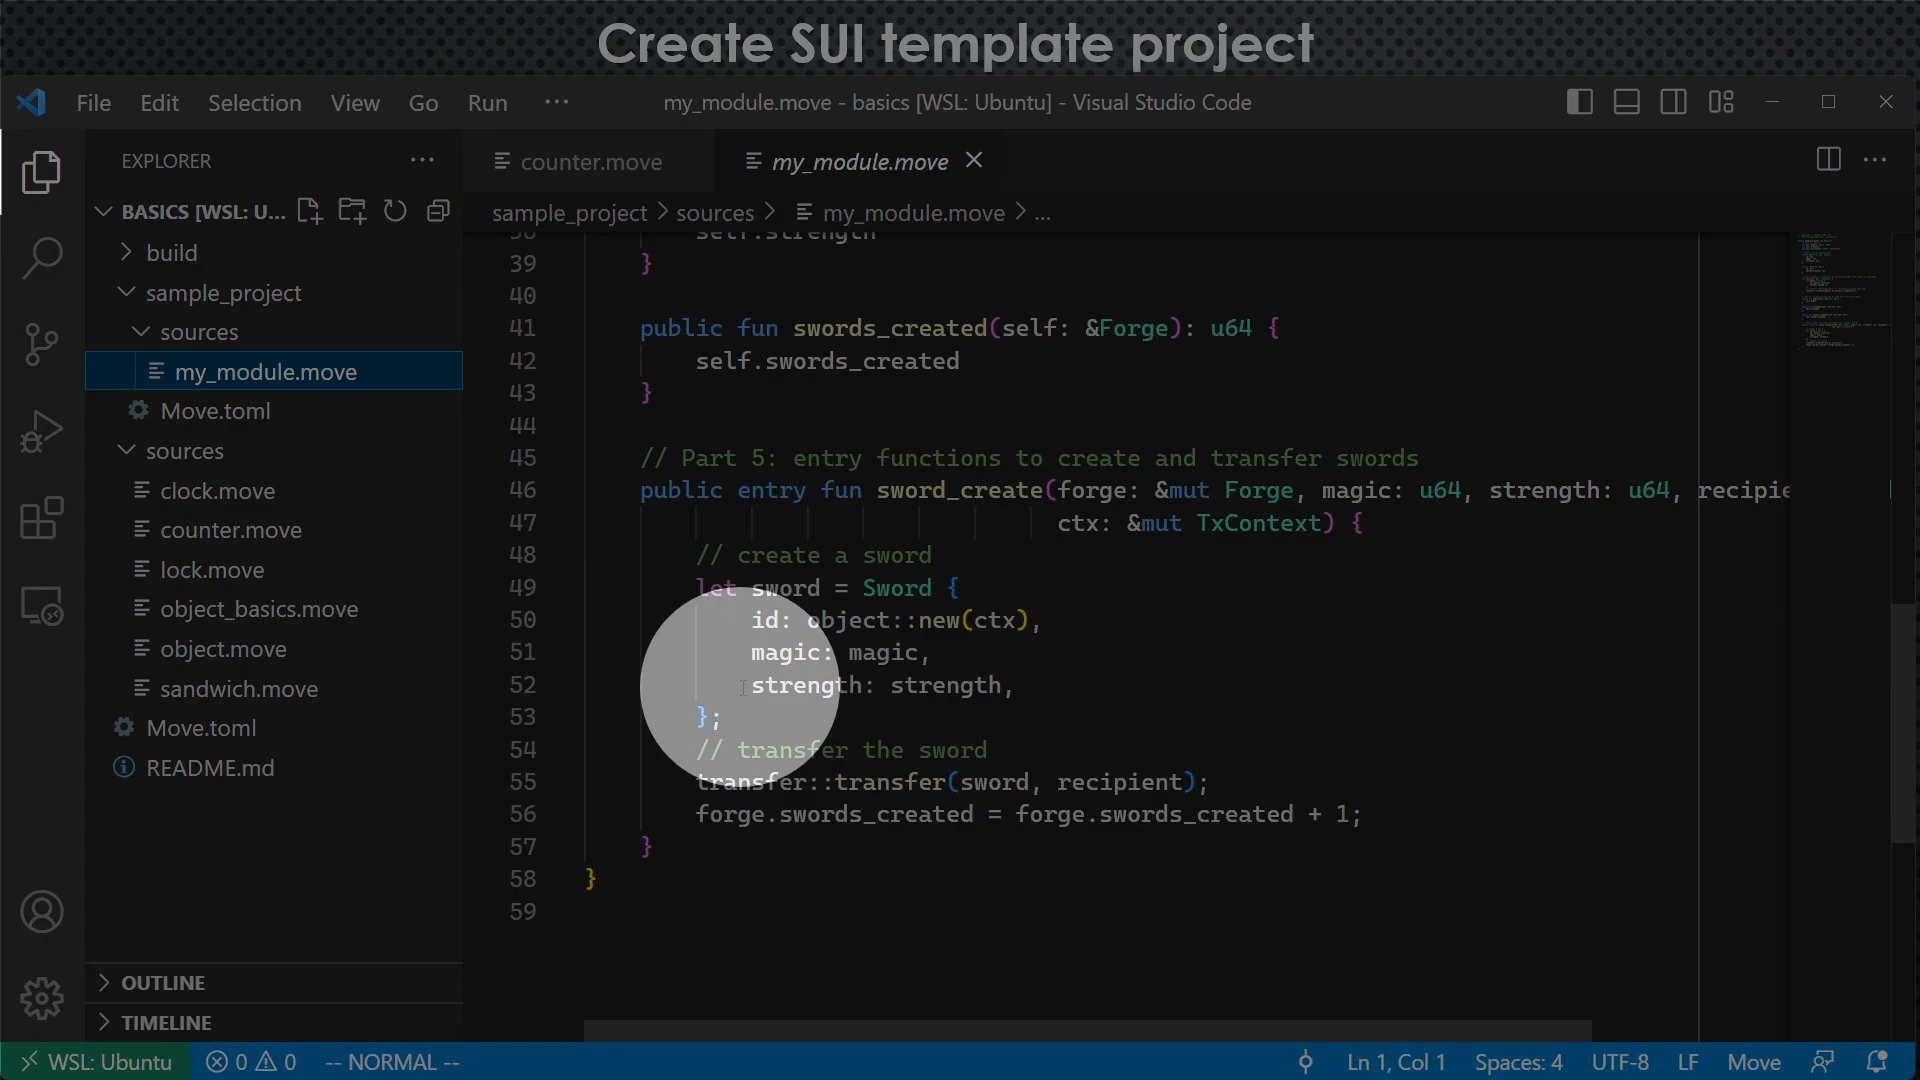 Create SUI template project
File Edit Selection View Go Run ··· my_module.move - basics [WSL: Ubuntu] - Visual Studio Code
EXPLORER ···
counter.move
my_module.move
···
BASICS [WSL: U...
sample_project > sources > my_module.move > ...
build
sample_project
sources
my_module.move
Move.toml
sources
clock.move
counter.move
lock.move
object_basics.move
object.move
sandwich.move
Move.toml
README.md
OUTLINE
TIMELINE
38 self.strength
39 }
40
41 public fun swords_created(self: &Forge): u64 {
42 self.swords_created
43 }
44
45 // Part 5: entry functions to create and transfer swords
46 public entry fun sword_create(forge: &mut Forge, magic: u64, strength: u64, recipie
47 ctx: &mut TxContext) {
48 // create a sword
49 let sword = Sword {
50 id: object::new(ctx),
51 magic: magic,
52 strength: strength,
53 };
54 // transfer the sword
55 transfer::transfer(sword, recipient);
56 forge.swords_created = forge.swords_created + 1;
57 }
58 }
59
WSL: Ubuntu 0 0 -- NORMAL -- Ln 1, Col 1 Spaces: 4 UTF-8 LF Move